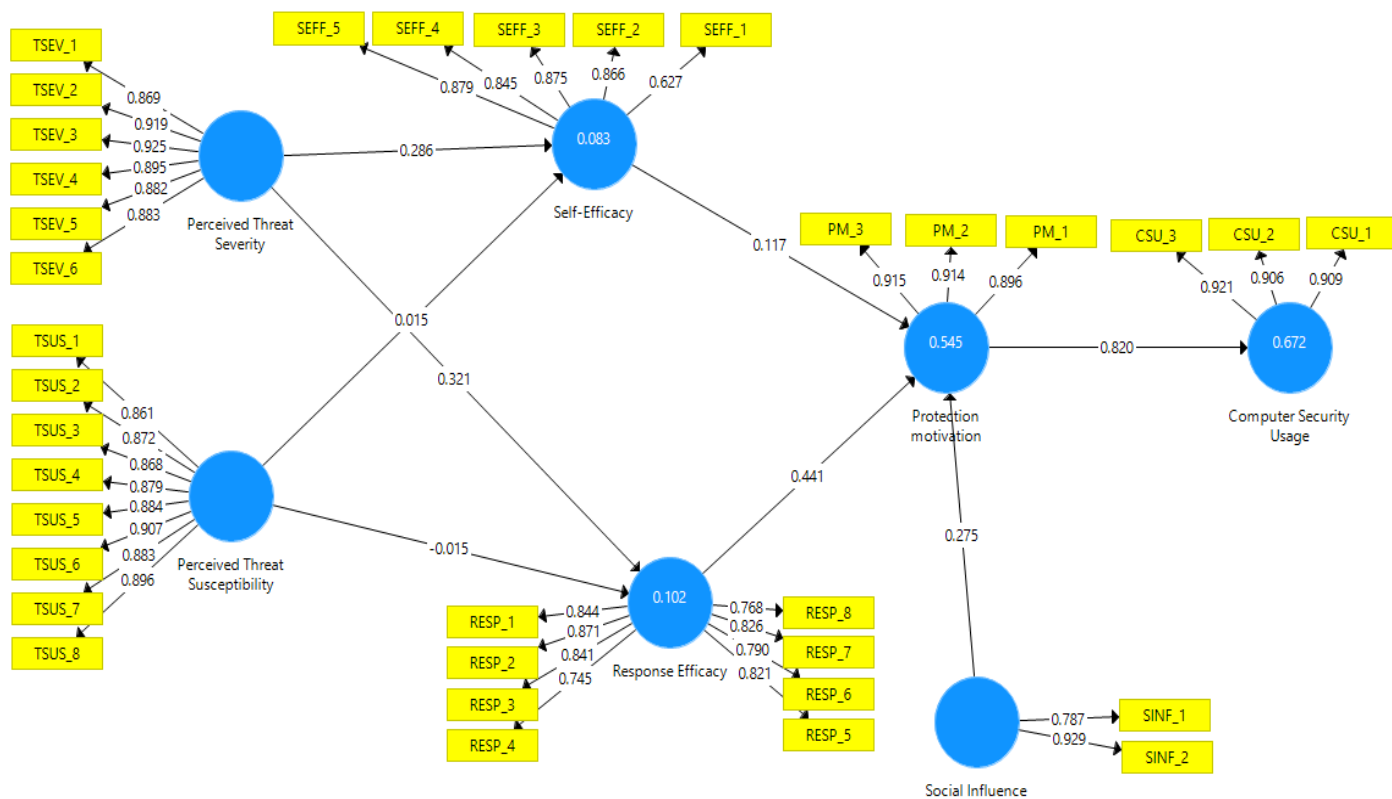 SEFF_5
SEFF_4
SEFF_3
SEFF_2
SEFF_1
0.879
0.845
0.875
0.866
0.627
0.083
Self-Efficacy
TSEV_1
TSEV_2
TSEV_3
TSEV_4
TSEV_5
TSEV_6
0.869
0.919
0.925
0.895
0.882
0.883
Perceived Threat
Severity
0.286
0.015
0.321
0.117
TSUS_1
TSUS_2
TSUS_3
TSUS_4
TSUS_5
TSUS_6
TSUS_7
TSUS_8
0.861
0.872
0.868
0.879
0.884
0.907
0.883
0.896
Perceived Threat
Susceptibility
-0.015
PM_3
PM_2
PM_1
0.915
0.914
0.896
0.545
Protection
motivation
0.820
CSU_3
CSU_2
CSU_1
0.921
0.906
0.909
0.672
Computer Security
Usage
0.441
0.275
RESP_1
RESP_2
RESP_3
RESP_4
0.844
0.871
0.841
0.745
0.102
Response Efficacy
0.768
0.826
0.790
0.821
RESP_8
RESP_7
RESP_6
RESP_5
0.787
0.929
SINF_1
SINF_2
Social Influence